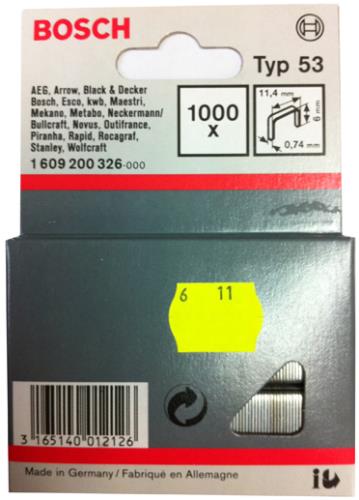 BOSCH
Typ 53
AEG, Arrow, Black & Decker
Bosch, Esco, kwb, Maestri,
Mekano, Metabo, Neckermann/
Bullcraft, Novus, Outifrance,
Piranha, Rapid, Rocagraf,
Stanley, Wolfcraft
1 609 200 326-000
1000
x
11,4 mm
6 mm
0,74 mm
6 11
3 165140 012126
Made in Germany / Fabriqué en Allemagne